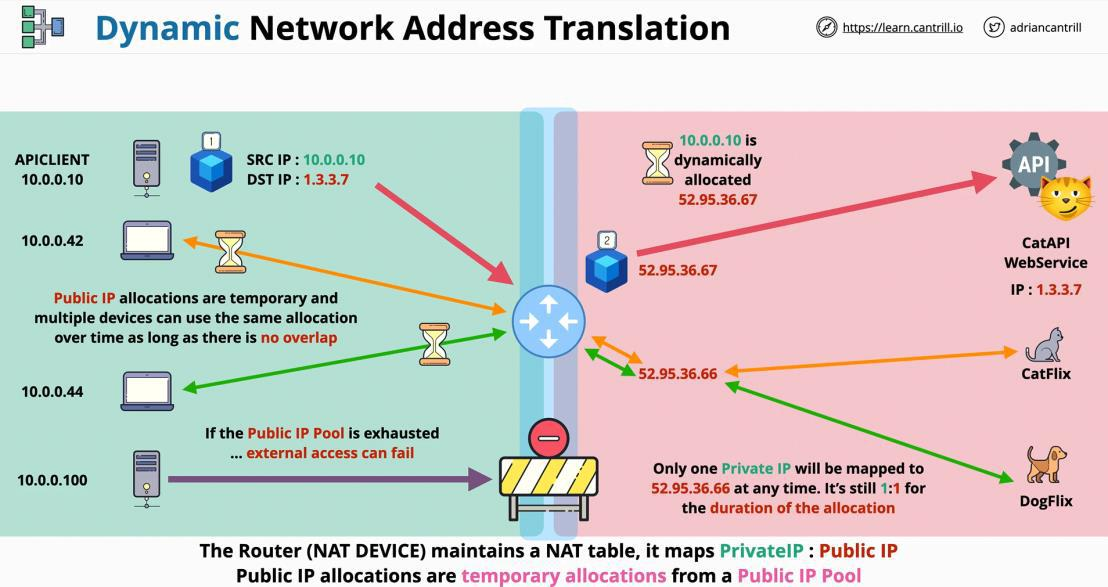 Dynamic Network Address Translation
https://learn.cantrill.io
adriancantrill
APICLIENT
10.0.0.10
1
SRC IP : 10.0.0.10
DST IP : 1.3.3.7
10.0.0.10 is
dynamically
allocated
52.95.36.67
API
10.0.0.42
2
52.95.36.67
CatAPI
WebService
IP : 1.3.3.7
Public IP allocations are temporary and
multiple devices can use the same allocation
over time as long as there is no overlap
52.95.36.66
CatFlix
10.0.0.44
If the Public IP Pool is exhausted
... external access can fail
10.0.0.100
Only one Private IP will be mapped to
52.95.36.66 at any time. It's still 1:1 for
the duration of the allocation
DogFlix
The Router (NAT DEVICE) maintains a NAT table, it maps PrivateIP : Public IP
Public IP allocations are temporary allocations from a Public IP Pool